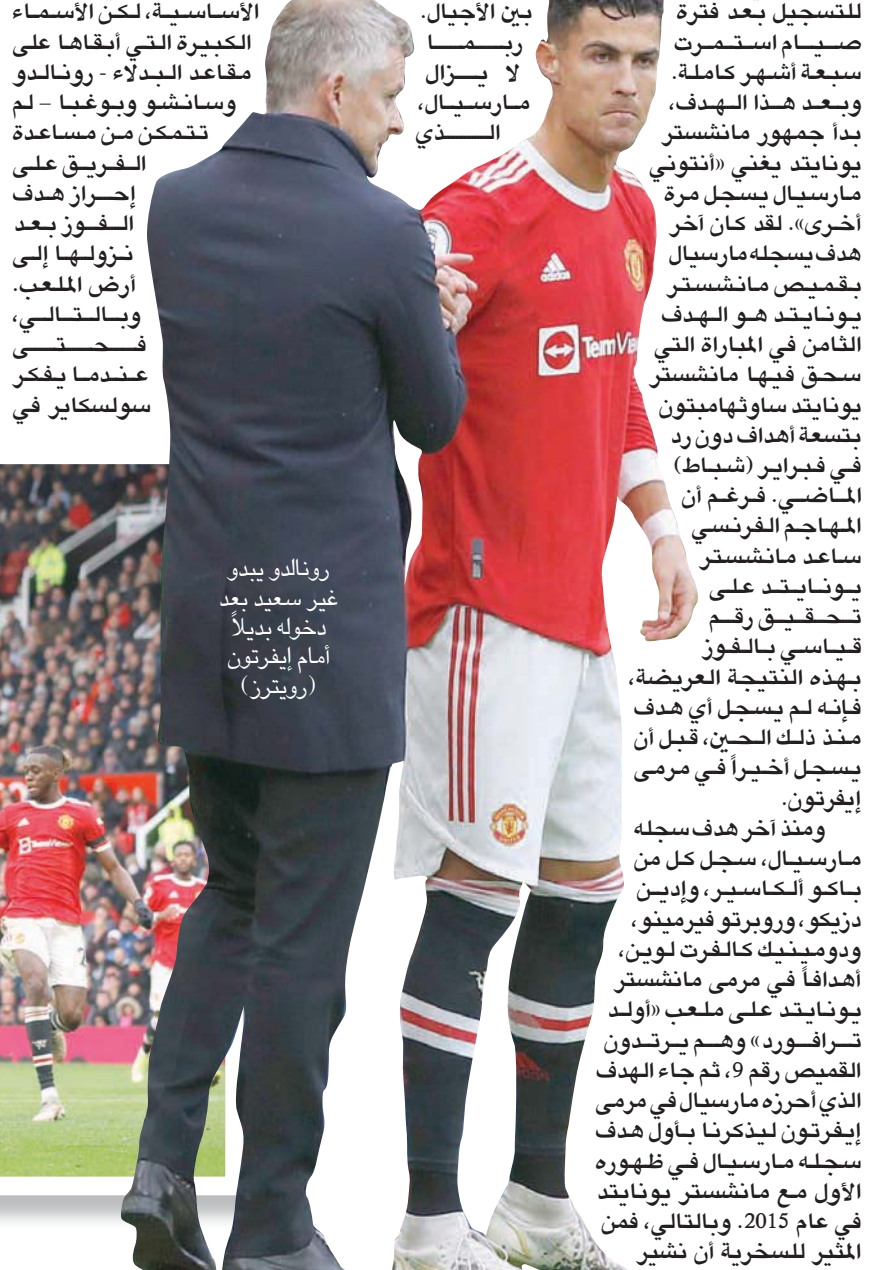 للتسجيل بعد فترة
صيام استمرت
سبعة أشهر كاملة.
وبعد هذا الهدف،
بدأ جمهور مانشستر
يونايتد يغني «أنتوني
مارسيال يسجل مرة
أخرى». لقد كان آخر
هدف يسجله مارسيال
بقميص مانشستر
يونايتد هو الهدف
الثامن في المباراة التي
سحق فيها مانشستر
يونايتد ساوثهامبتون
بتسعة أهداف دون رد
في فبراير (شباط)
الماضي. فرغم أن
المهاجم الفرنسي
ساعد مانشستر
يونايتد على
تحقيق رقم
قياسي بالفوز
بهذه النتيجة العريضة،
فإنه لم يسجل أي هدف
منذ ذلك الحين، قبل أن
يسجل أخيراً في مرمى
إيفرتون.
ومنذ آخر هدف سجله
مارسيال، سجل كل من
باكو ألكاسير، وإدين
دزيكو، وروبرتو فيرمينو،
ودومينيك كالفرت لوين،
أهدافاً في مرمى مانشستر
يونايتد على ملعب «أولد
ترافورد» وهم يرتدون
القميص رقم 9، ثم جاء الهدف
الذي أحرزه مارسيال في مرمى
إيفرتون ليذكرنا بأول هدف
سجله مارسيال في ظهوره
الأول مع مانشستر يونايتد
في عام 2015. وبالتالي، فمن
المثير للسخرية أن نشير
بين الأجيال.
ربما
لا يزال
مارسيال،
الذي
الأساسية، لكن الأسماء
الكبيرة التي أبقاها على
مقاعد البدلاء - رونالدو
وسانشو وبوغبا – لم
تتمكن من مساعدة
الفريق على
إحراز هدف
الفوز بعد
نزولها إلى
أرض الملعب.
وبالتالي،
فحتى
عندما يفكر
سولسكاير في
adidas
TeamVie
رونالدو يبدو
غير سعيد بعد
دخوله بديلاً
أمام إيفرتون
(رويترز)
TeamViewer